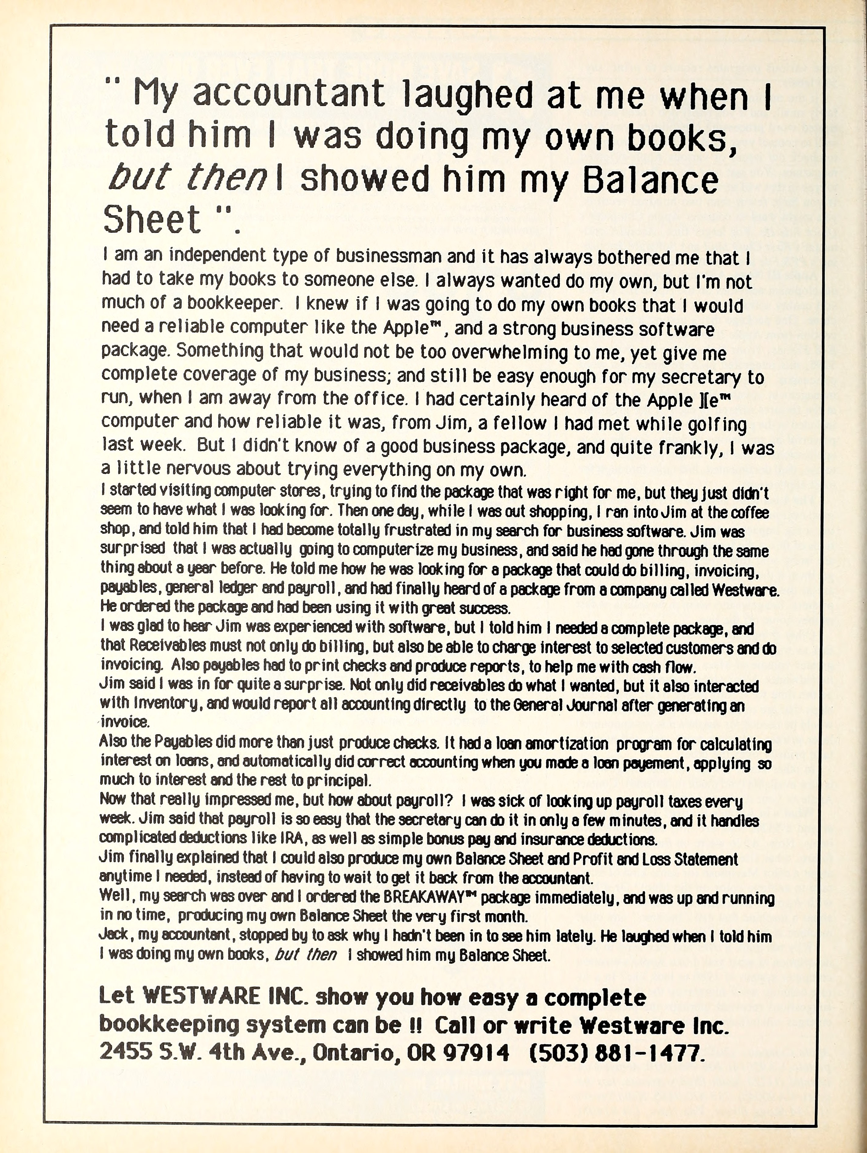 " My accountant laughed at me when I
told him I was doing my own books,
but then I showed him my Balance
Sheet ".
I am an independent type of businessman and it has always bothered me that I
had to take my books to someone else. I always wanted do my own, but I'm not
much of a bookkeeper. I knew if I was going to do my own books that I would
need a reliable computer like the Apple™, and a strong business software
package. Something that would not be too overwhelming to me, yet give me
complete coverage of my business; and still be easy enough for my secretary to
run, when I am away from the office. I had certainly heard of the Apple ][e™
computer and how reliable it was, from Jim, a fellow I had met while golfing
last week. But I didn't know of a good business package, and quite frankly, I was
a little nervous about trying everything on my own.
I started visiting computer stores, trying to find the package that was right for me, but they just didn't
seem to have what I was looking for. Then one day, while I was out shopping, I ran into Jim at the coffee
shop, and told him that I had become totally frustrated in my search for business software. Jim was
surprised that I was actually going to computerize my business, and said he had gone through the same
thing about a year before. He told me how he was looking for a package that could do billing, invoicing,
payables, general ledger and payroll, and had finally heard of a package from a company called Westware.
He ordered the package and had been using it with great success.
I was glad to hear Jim was experienced with software, but I told him I needed a complete package, and
that Receivables must not only do billing, but also be able to charge interest to selected customers and do
invoicing. Also payables had to print checks and produce reports, to help me with cash flow.
Jim said I was in for quite a surprise. Not only did receivables do what I wanted, but it also interacted
with Inventory, and would report all accounting directly to the General Journal after generating an
invoice.
Also the Payables did more than just produce checks. It had a loan amortization program for calculating
interest on loans, and automatically did correct accounting when you made a loan payement, applying so
much to interest and the rest to principal.
Now that really impressed me, but how about payroll? I was sick of looking up payroll taxes every
week. Jim said that payroll is so easy that the secretary can do it in only a few minutes, and it handles
complicated deductions like IRA, as well as simple bonus pay and insurance deductions.
Jim finally explained that I could also produce my own Balance Sheet and Profit and Loss Statement
anytime I needed, instead of having to wait to get it back from the accountant.
Well, my search was over and I ordered the BREAKAWAY™ package immediately, and was up and running
in no time, producing my own Balance Sheet the very first month.
Jack, my accountant, stopped by to ask why I hadn't been in to see him lately. He laughed when I told him
I was doing my own books, but then I showed him my Balance Sheet.
Let WESTWARE INC. show you how easy a complete
bookkeeping system can be !! Call or write Westware Inc.
2455 S.W. 4th Ave., Ontario, OR 97914 (503) 881-1477.